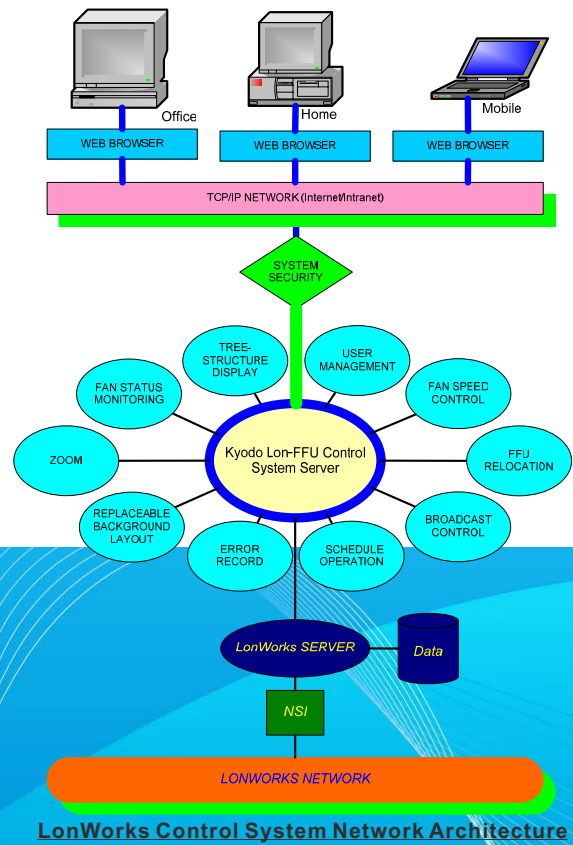 Office
Home
Mobile
WEB BROWSER
WEB BROWSER
WEB BROWSER
TCP/IP NETWORK(Internet/Intranet)
SYSTEM
SECURITY
TREE-
STRUCTURE
DISPLAY
USER
MANAGEMENT
FAN STATUS
MONITORING
FAN SPEED
CONTROL
Kyodo Lon-FFU Control
System Server
ZOOM
FFU
RELOCATION
REPLACEABLE
BACKGROUND
LAYOUT
BROADCAST
CONTROL
ERROR
RECORD
SCHEDULE
OPERATION
LonWorks SERVER
Data
NSI
LONWORKS NETWORK
LonWorks Control System Network Architecture